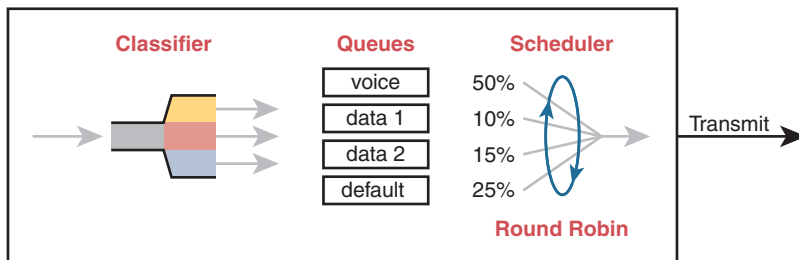 Classifier
Queues
Scheduler
voice
data 1
data 2
default
50%
10%
15%
25%
Round Robin
Transmit